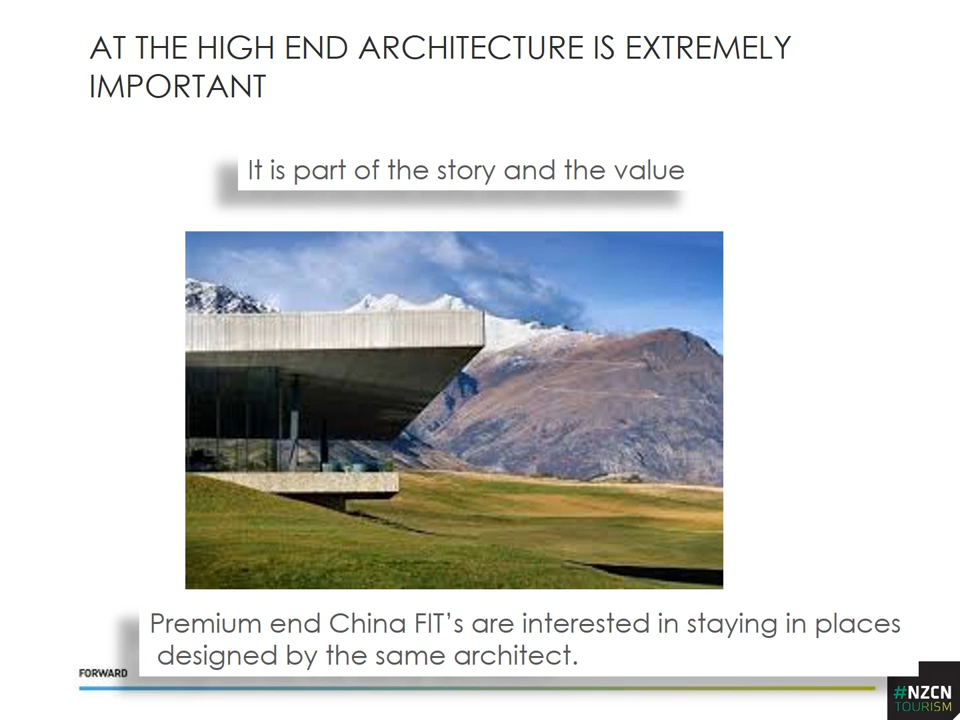 AT THE HIGH END ARCHITECTURE IS EXTREMELY
IMPORTANT
It is part of the story and the value
Premium end China FIT’s are interested in staying in places
designed by the same architect.
FORWARD
#NZCN
TOURISM